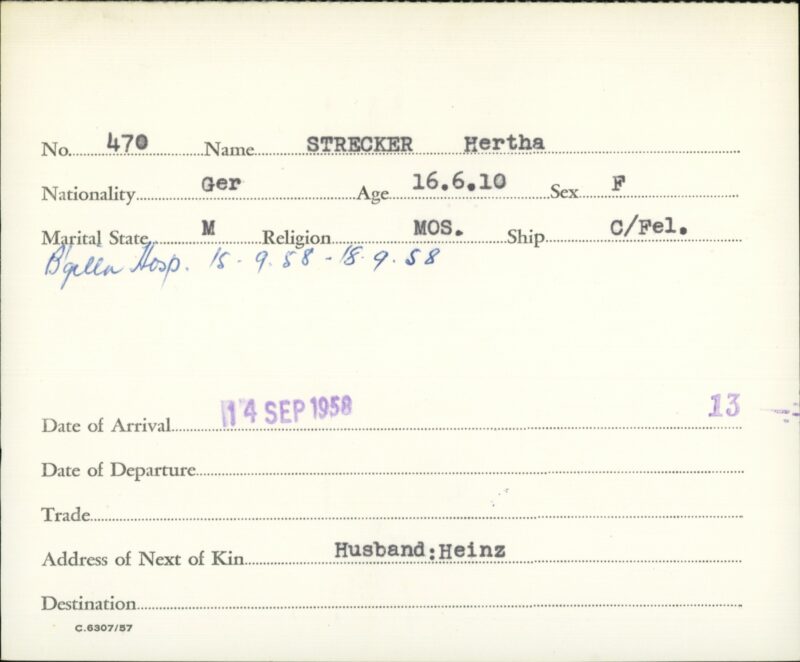 No. 470 Name STRECKER Hertha
Nationality Ger Age 16.6.10 Sex F
Marital State M Religion MOS. Ship C/Fel.
B'gilla Hosp. 15.9.58 - 18.9.58
Date of Arrival 14 SEP 1958 13
Date of Departure
Trade
Address of Next of Kin Husband:Heinz
Destination
C.6307/57